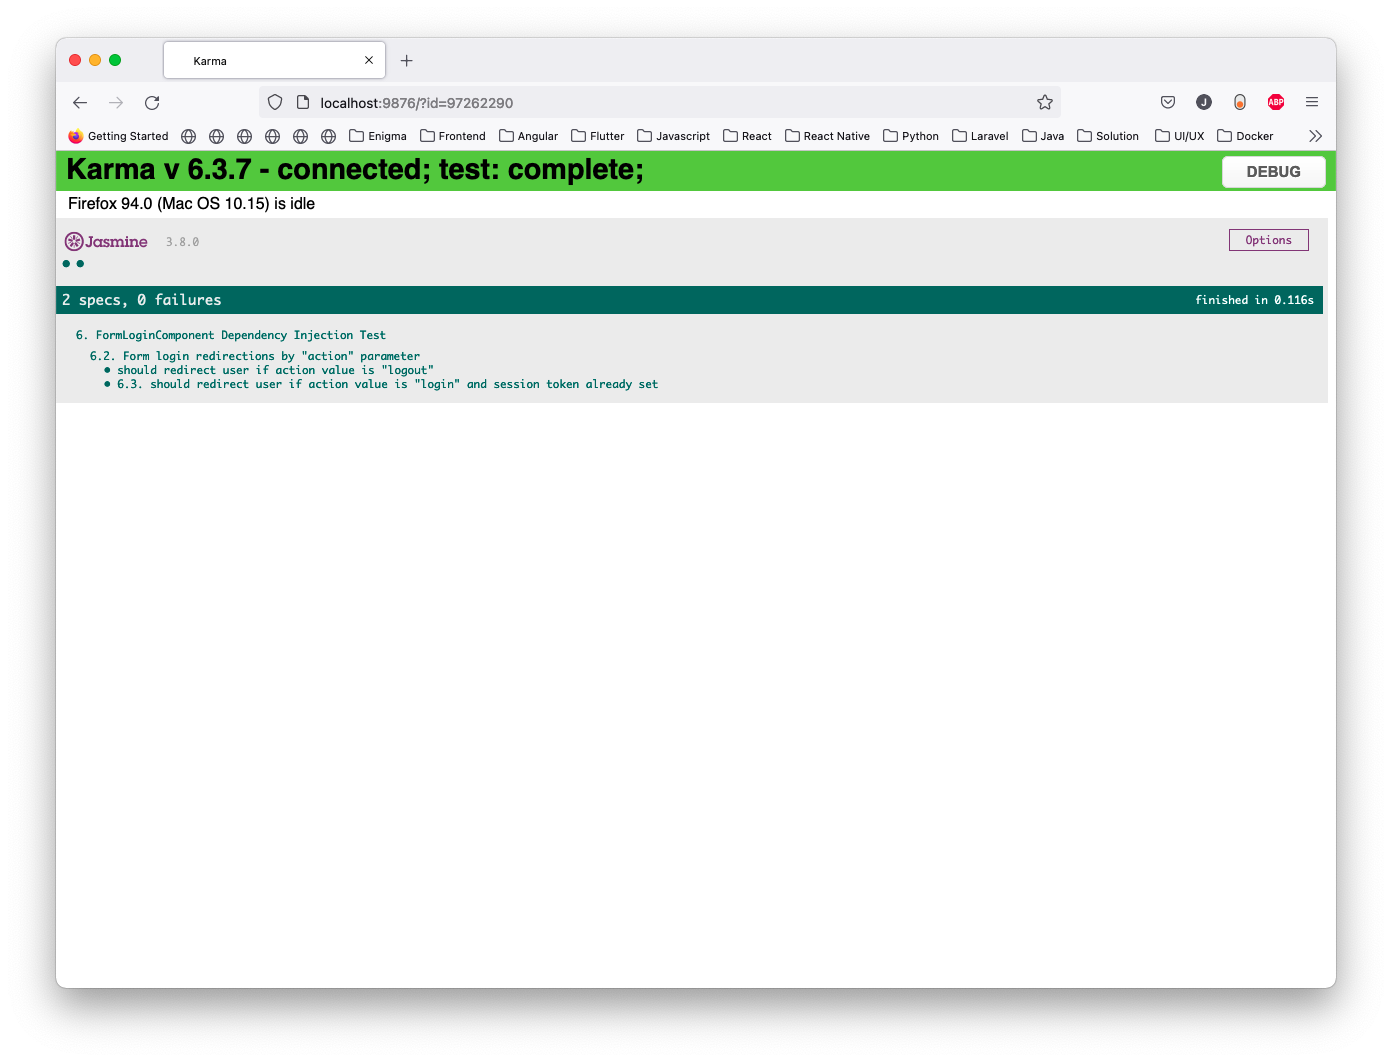 Karma
localhost:9876/?id=97262290
J
ABP
Getting Started Enigma Frontend Angular Flutter Javascript React React Native Python Laravel Java Solution UI/UX Docker
Karma v 6.3.7 - connected; test: complete;
DEBUG
Firefox 94.0 (Mac OS 10.15) is idle
Jasmine 3.8.0
Options
2 specs, 0 failures
finished in 0.116s
6. FormLoginComponent Dependency Injection Test
6.2. Form login redirections by "action" parameter
• should redirect user if action value is "logout"
• 6.3. should redirect user if action value is "login" and session token already set